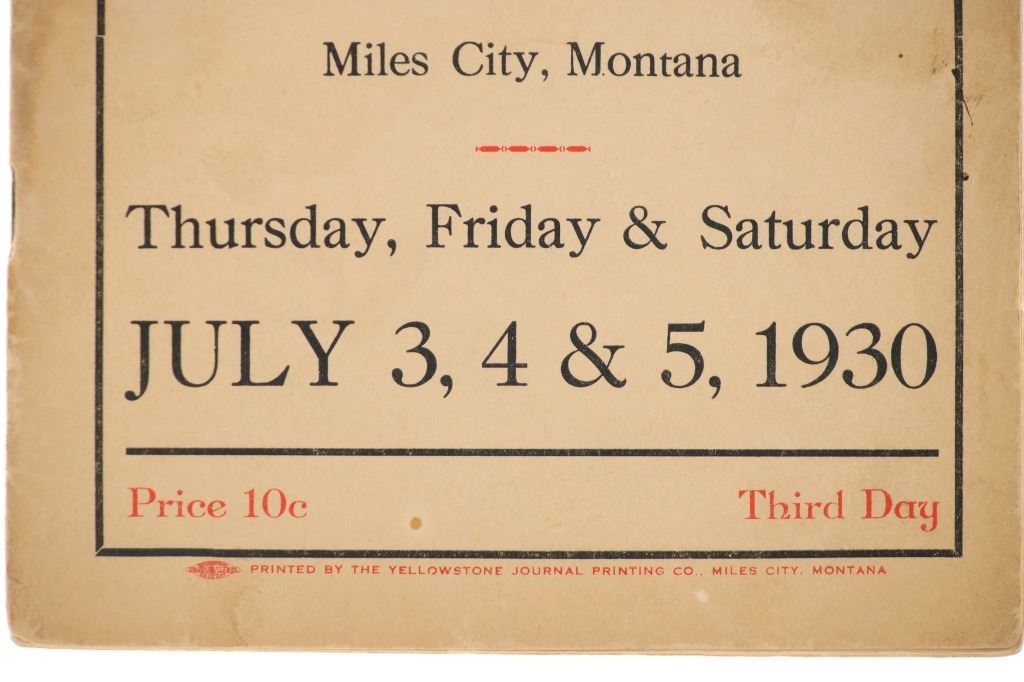 Miles City, Montana
Thursday, Friday & Saturday
JULY 3, 4 & 5, 1930
Price 10c
Third Day
PRINTED BY THE YELLOWSTONE JOURNAL PRINTING CO., MILES CITY, MONTANA